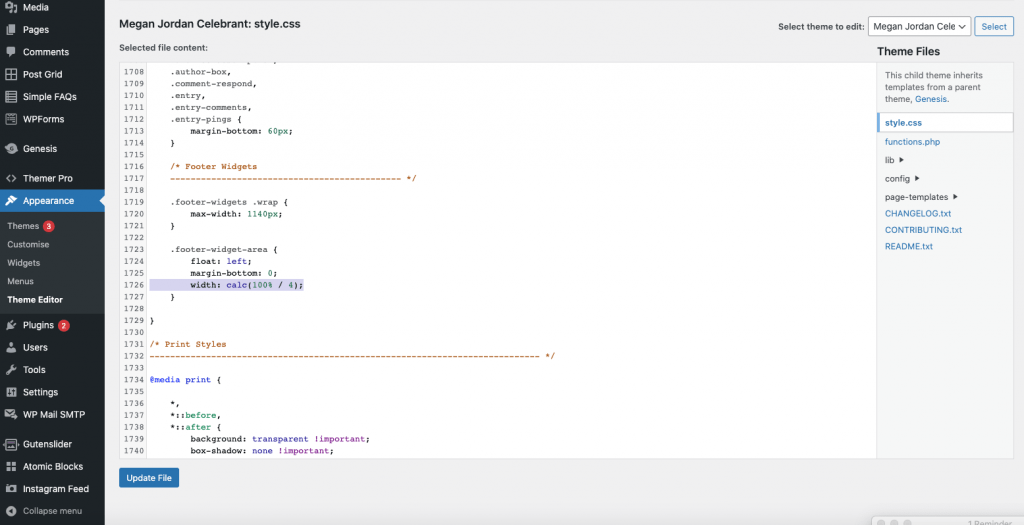 Media
Pages
Comments
Post Grid
Simple FAQs
WPForms
Genesis
Themer Pro
Appearance
Themes 3
Customise
Widgets
Menus
Theme Editor
Plugins 2
Users
Tools
Settings
WP Mail SMTP
Gutenslider
Atomic Blocks
Instagram Feed
Collapse menu
Megan Jordan Celebrant: style.css
Select theme to edit: Megan Jordan Cele Select
Selected file content:
1708 .author-box,
1709 .comment-respond,
1710 .entry,
1711 .entry-comments,
1712 .entry-pings {
1713 margin-bottom: 60px;
1714 }
1715
1716 /* Footer Widgets
1717 --------------------------------------------- */
1718
1719 .footer-widgets .wrap {
1720 max-width: 1140px;
1721 }
1722
1723 .footer-widget-area {
1724 float: left;
1725 margin-bottom: 0;
1726 width: calc(100% / 4);
1727 }
1728
1729 }
1730
1731 /* Print Styles
1732 ---------------------------------------------------------------------------- */
1733
1734 @media print {
1735
1736 *,
1737 *::before,
1738 *::after {
1739 background: transparent !important;
1740 box-shadow: none !important;
Update File
Theme Files
This child theme inherits
templates from a parent
theme, Genesis.
style.css
functions.php
lib
config
page-templates
CHANGELOG.txt
CONTRIBUTING.txt
README.txt
1 Reminder